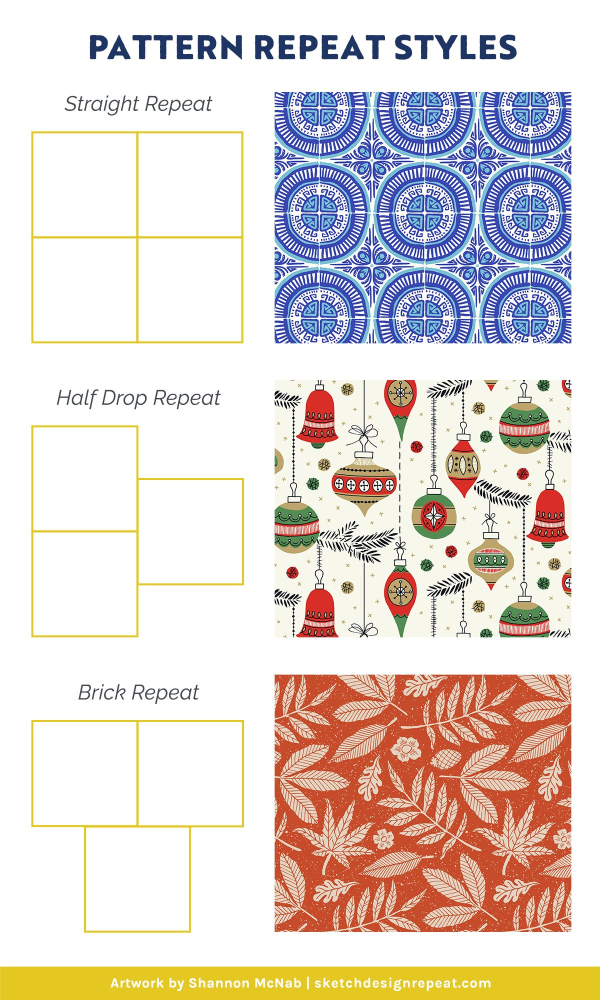 PATTERN REPEAT STYLES
Straight Repeat
Half Drop Repeat
Brick Repeat
Artwork by Shannon McNab | sketchdesignrepeat.com